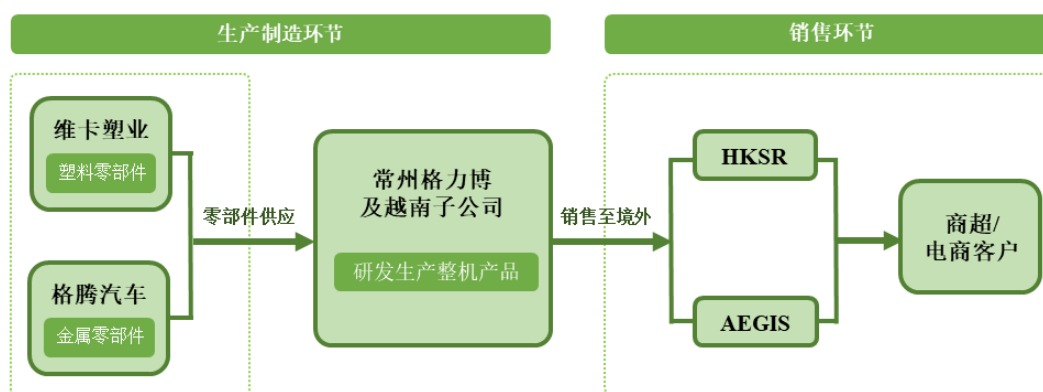 生产制造环节
销售环节
维卡塑业
塑料零部件
格腾汽车
金属零部件
零部件供应
常州格力博
及越南子公司
研发生产整机产品
销售至境外
HKSR
AEGIS
商超/
电商客户